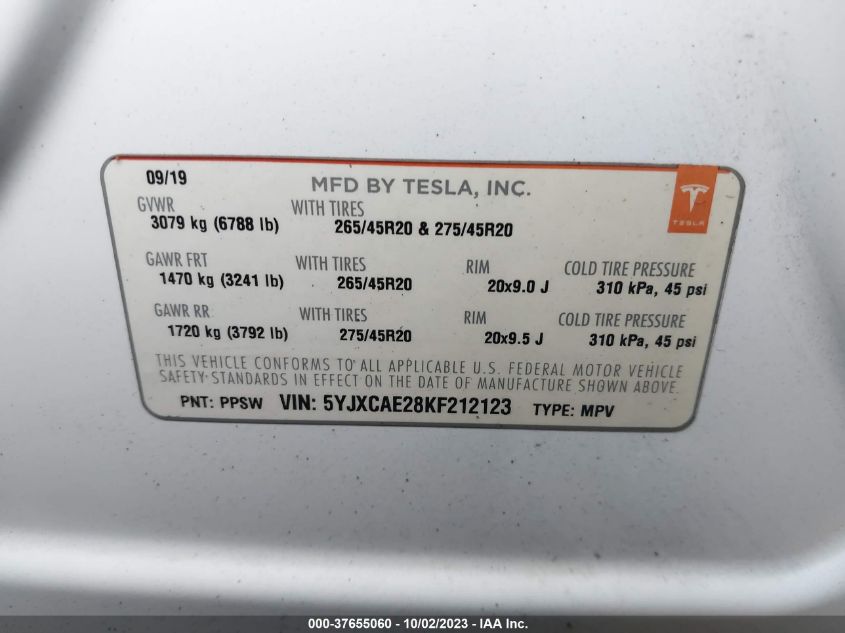 09/19 MFD BY TESLA, INC.
TESLA
GVWR WITH TIRES
3079 kg (6788 lb) 265/45R20 & 275/45R20
GAWR FRT WITH TIRES RIM COLD TIRE PRESSURE
1470 kg (3241 lb) 265/45R20 20x9.0 J 310 kPa, 45 psi
GAWR RR WITH TIRES RIM COLD TIRE PRESSURE
1720 kg (3792 lb) 275/45R20 20x9.5 J 310 kPa, 45 psi
THIS VEHICLE CONFORMS TO ALL APPLICABLE U.S. FEDERAL MOTOR VEHICLE
SAFETY STANDARDS IN EFFECT ON THE DATE OF MANUFACTURE SHOWN ABOVE.
PNT: PPSW VIN: 5YJXCAE28KF212123 TYPE: MPV
000-37655060 - 10/02/2023 - IAA Inc.